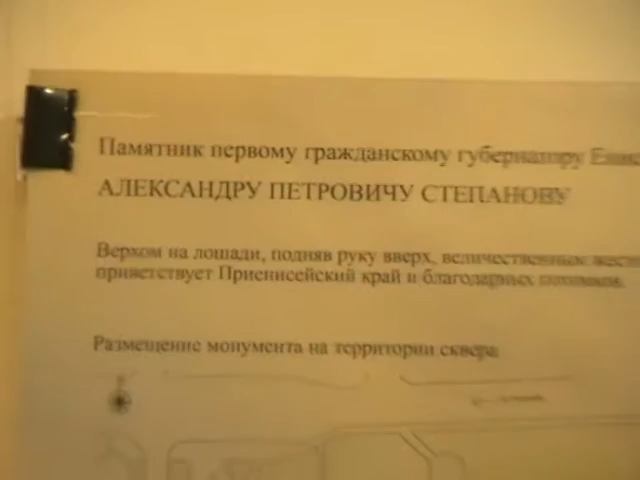 Памятник первому гражданскому губернатору
АЛЕКСАНДРУ ПЕТРОВИЧУ СТЕПАНОВУ
Верхом на лошади, подняв руку вверх, величественным
приветствует Приенисейский край и благодарных
Размещение монумента на территории сквера